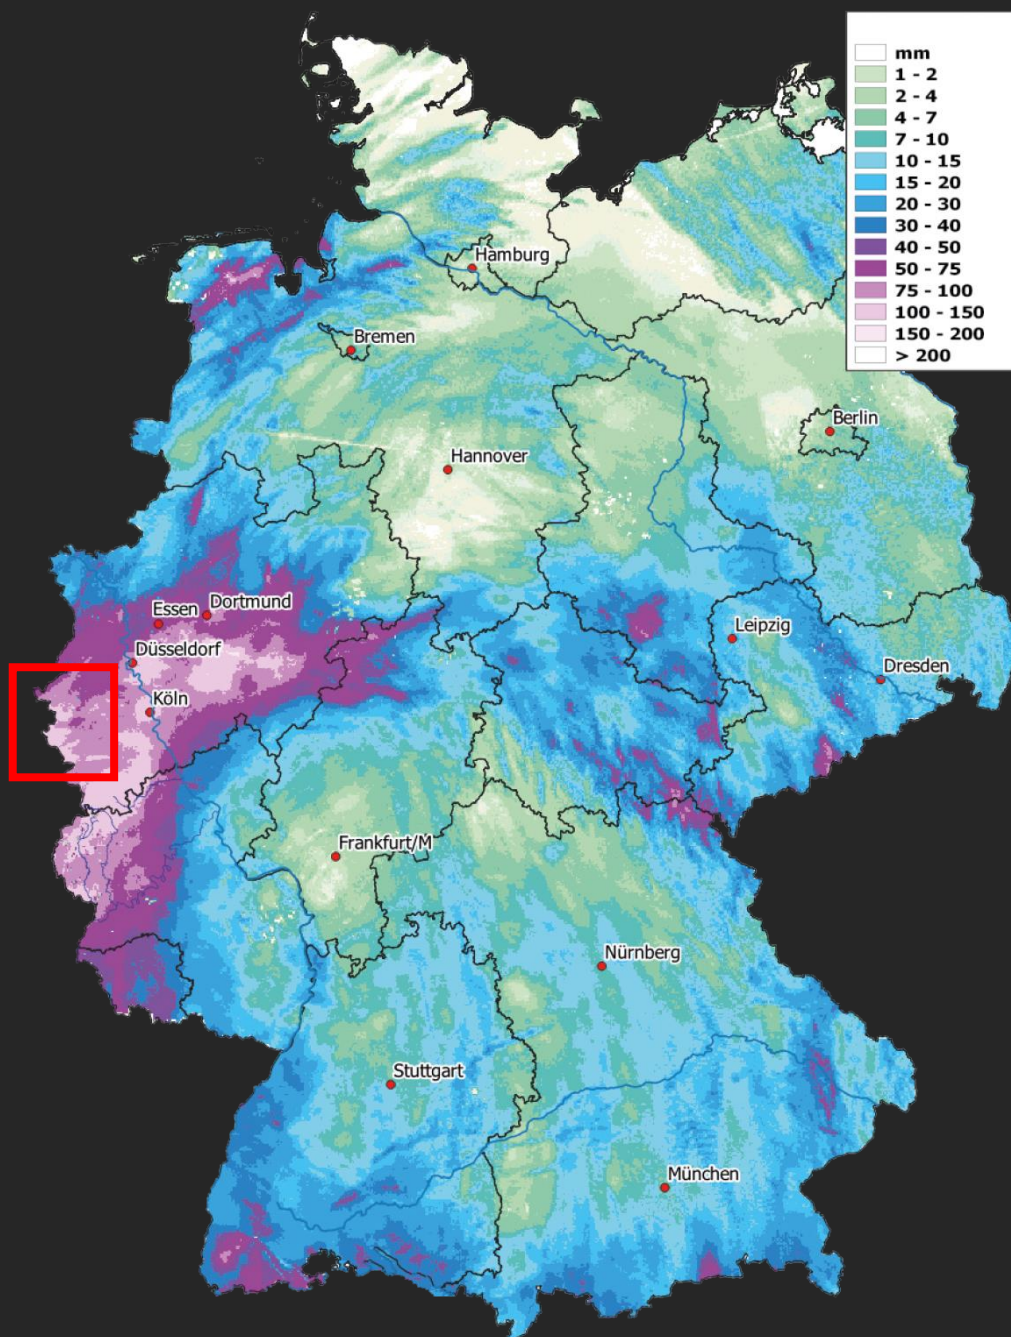 mm
1 - 2
2 - 4
4 - 7
7 - 10
10 - 15
15 - 20
20 - 30
30 - 40
40 - 50
50 - 75
75 - 100
100 - 150
150 - 200
> 200
Hamburg
Bremen
Berlin
Hannover
Essen
Dortmund
Düsseldorf
Leipzig
Dresden
Köln
Frankfurt/M
Nürnberg
Stuttgart
München